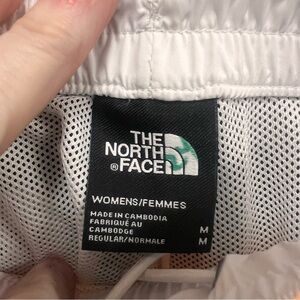 THE
NORTH
®FACE
WOMENS/FEMMES
MADE IN CAMBODIA
FABRIQUÉ AU
CAMBODGE M
REGULAR/NORMALE M